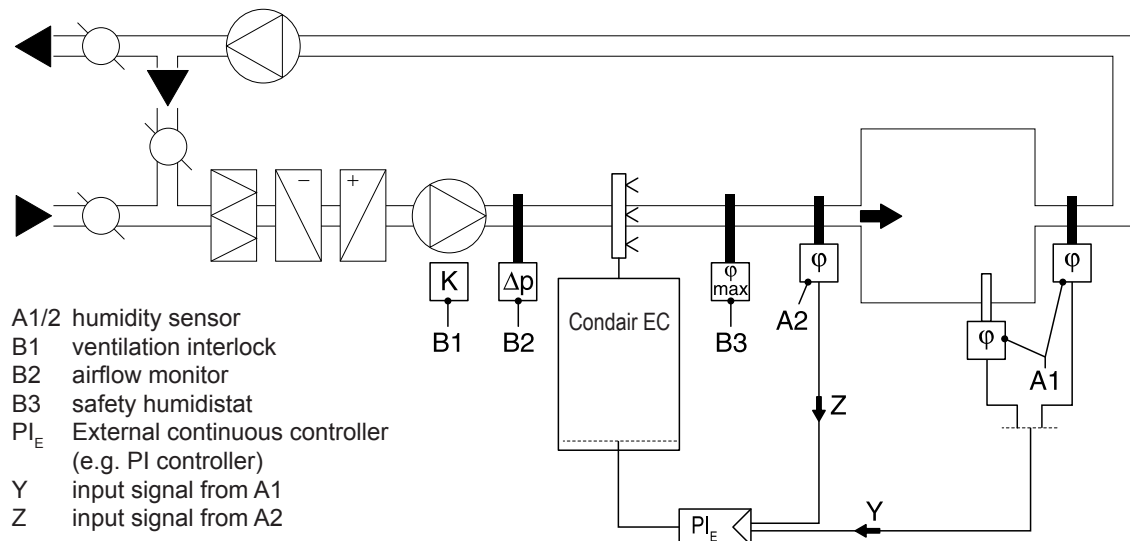 − +
K Δp φ max φ φ
Condair EC
B1 B2 B3 A2
φ
A1
Z
Y
PIE
A1/2 humidity sensor
B1 ventilation interlock
B2 airflow monitor
B3 safety humidistat
PIE External continuous controller
(e.g. PI controller)
Y input signal from A1
Z input signal from A2